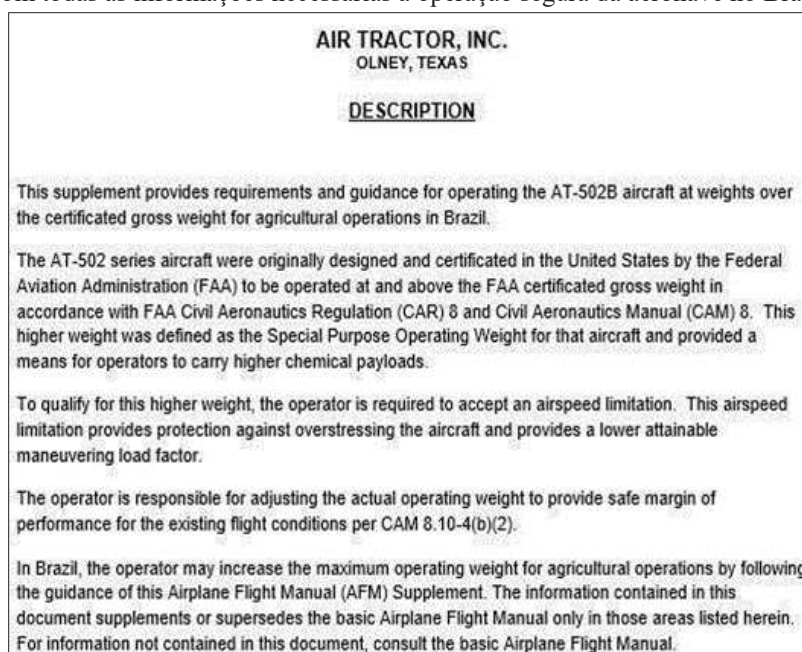 em todas as informações necessárias à operação segura da aeronave no
AIR TRACTOR, INC.
OLNEY, TEXAS
DESCRIPTION
This supplement provides requirements and guidance for operating the AT-502B aircraft at weights over
the certificated gross weight for agricultural operations in Brazil.
The AT-502 series aircraft were originally designed and certificated in the United States by the Federal
Aviation Administration (FAA) to be operated at and above the FAA certificated gross weight in
accordance with FAA Civil Aeronautics Regulation (CAR) 8 and Civil Aeronautics Manual (CAM) 8. This
higher weight was defined as the Special Purpose Operating Weight for that aircraft and provided a
means for operators to carry higher chemical payloads.
To qualify for this higher weight, the operator is required to accept an airspeed limitation. This airspeed
limitation provides protection against overstressing the aircraft and provides a lower attainable
maneuvering load factor.
The operator is responsible for adjusting the actual operating weight to provide safe margin of
performance for the existing flight conditions per CAM 8.10-4(b)(2).
In Brazil, the operator may increase the maximum operating weight for agricultural operations by following
the guidance of this Airplane Flight Manual (AFM) Supplement. The information contained in this
document supplements or supersedes the basic Airplane Flight Manual only in those areas listed herein.
For information not contained in this document, consult the basic Airplane Flight Manual.